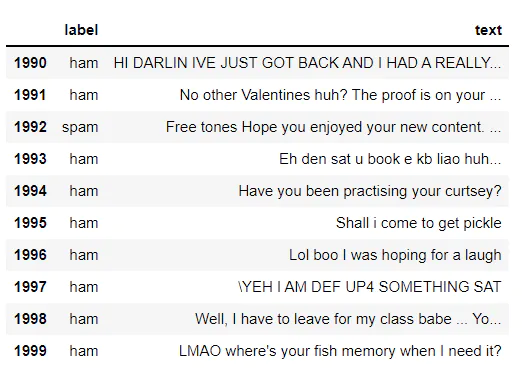 label text
1990 ham HI DARLIN IVE JUST GOT BACK AND I HAD A REALLY...
1991 ham No other Valentines huh? The proof is on your ...
1992 spam Free tones Hope you enjoyed your new content. ...
1993 ham Eh den sat u book e kb liao huh...
1994 ham Have you been practising your curtsey?
1995 ham Shall i come to get pickle
1996 ham Lol boo I was hoping for a laugh
1997 ham \YEH I AM DEF UP4 SOMETHING SAT
1998 ham Well, I have to leave for my class babe ... Yo...
1999 ham LMAO where's your fish memory when I need it?